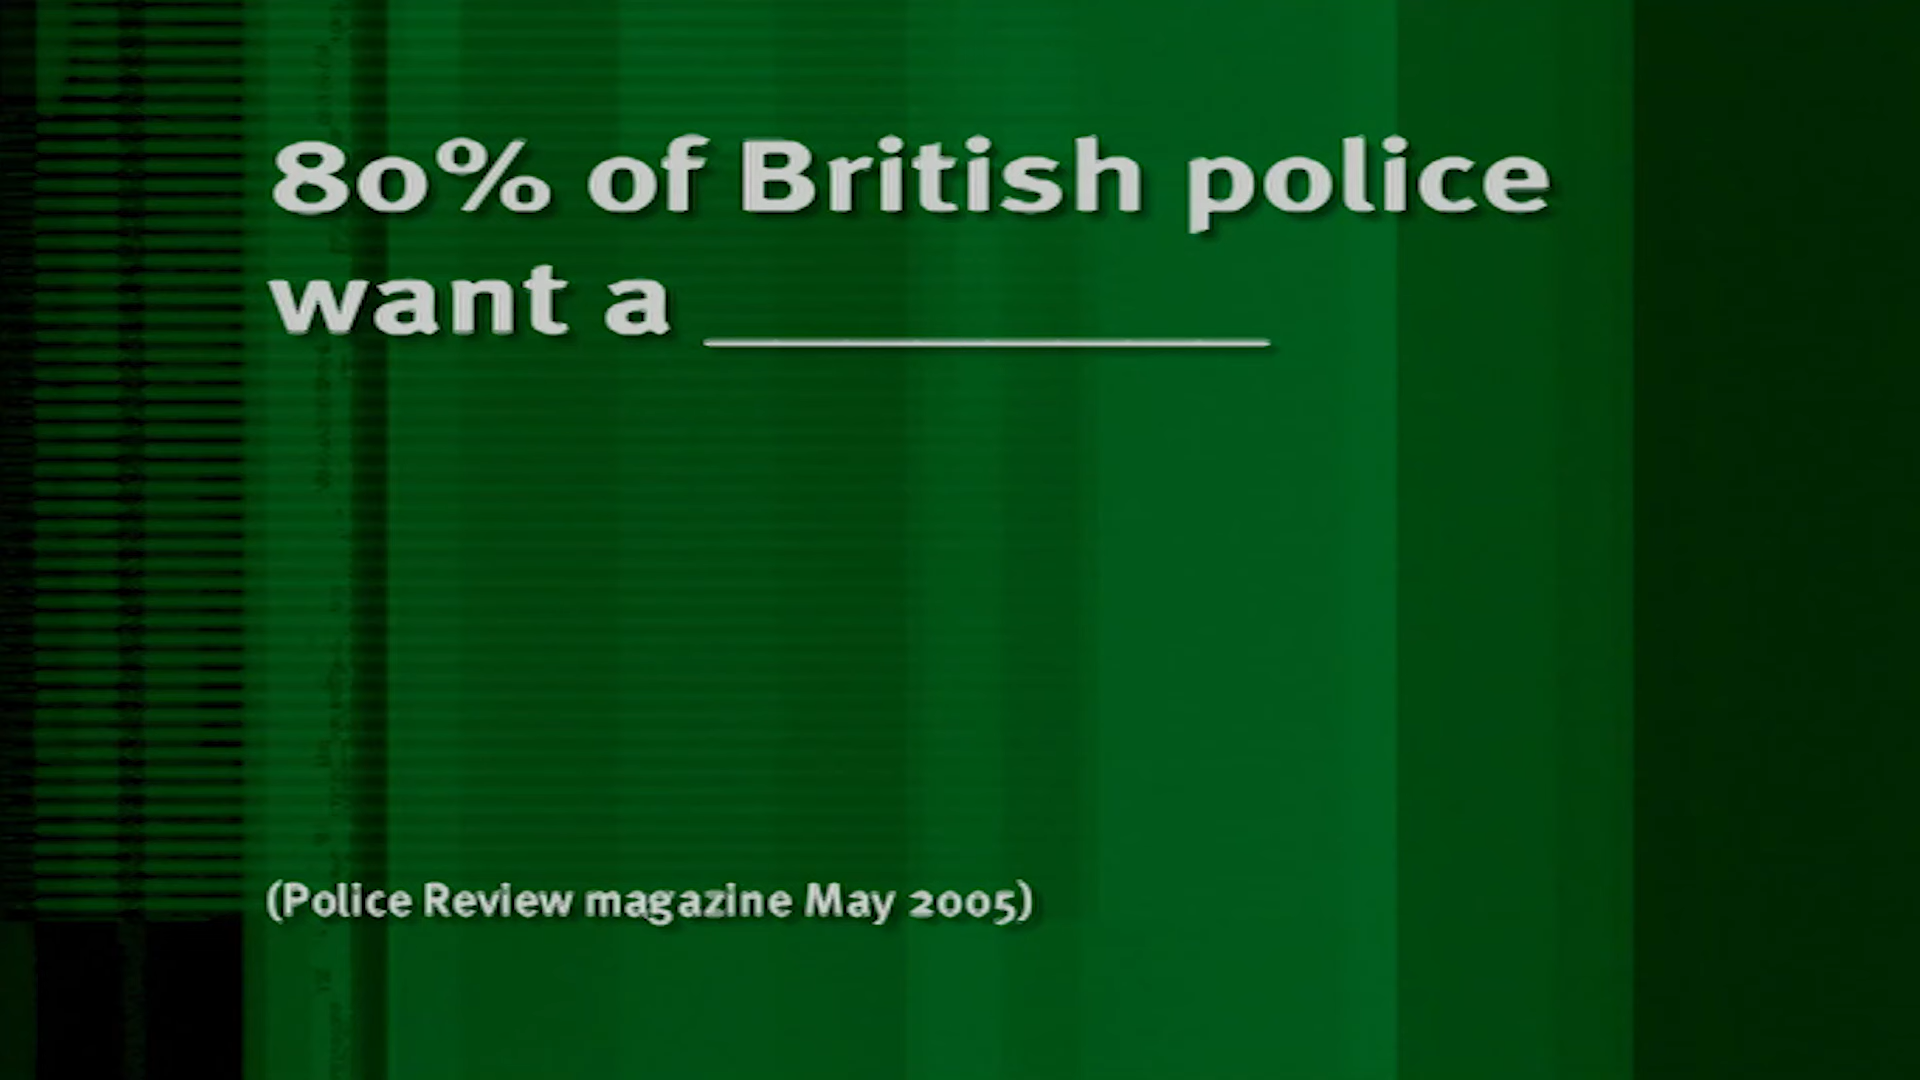 80% of British police
want a __________
(Police Review magazine May 2005)